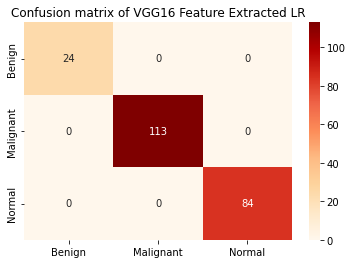 Confusion matrix of VGG16 Feature Extracted LR
Benign
24
0
0
Malignant
0
113
0
Normal
0
0
84
Benign
Malignant
Normal
100
80
60
40
20
0